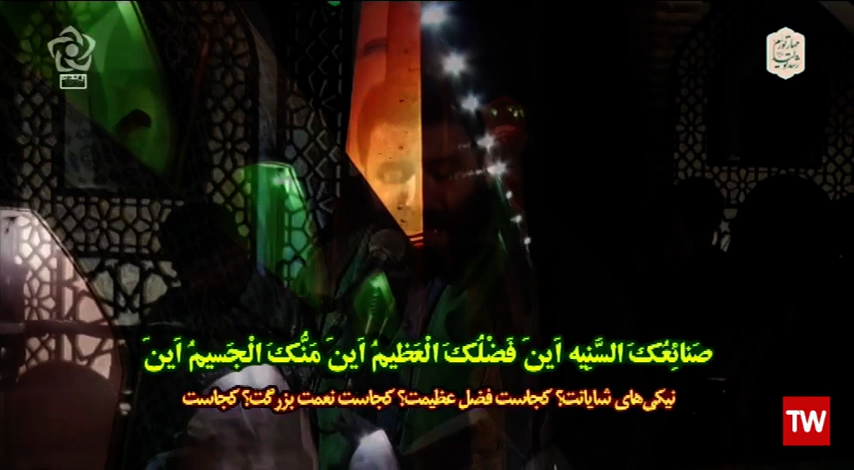 صَنائِعُکَ السَّنِیه اَینَ فَضْلُکَ الْعَظیمُ اَینَ مَنُّکَ الْجَسیمُ اَینَ
نیکی‌های شایانت؟ کجاست فضل عظیمت؟ کجاست نعمت بزرگت؟ کجاست
TW